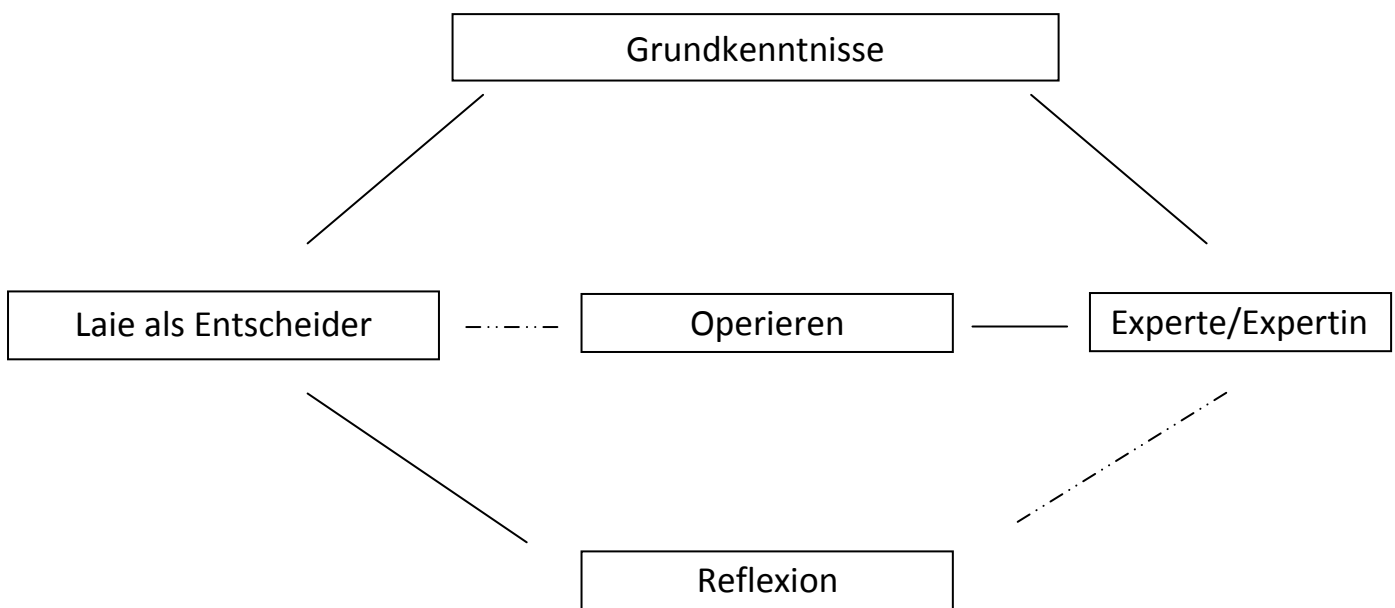 Grundkenntnisse
Laie als Entscheider
Operieren
Experte/Expertin
Reflexion